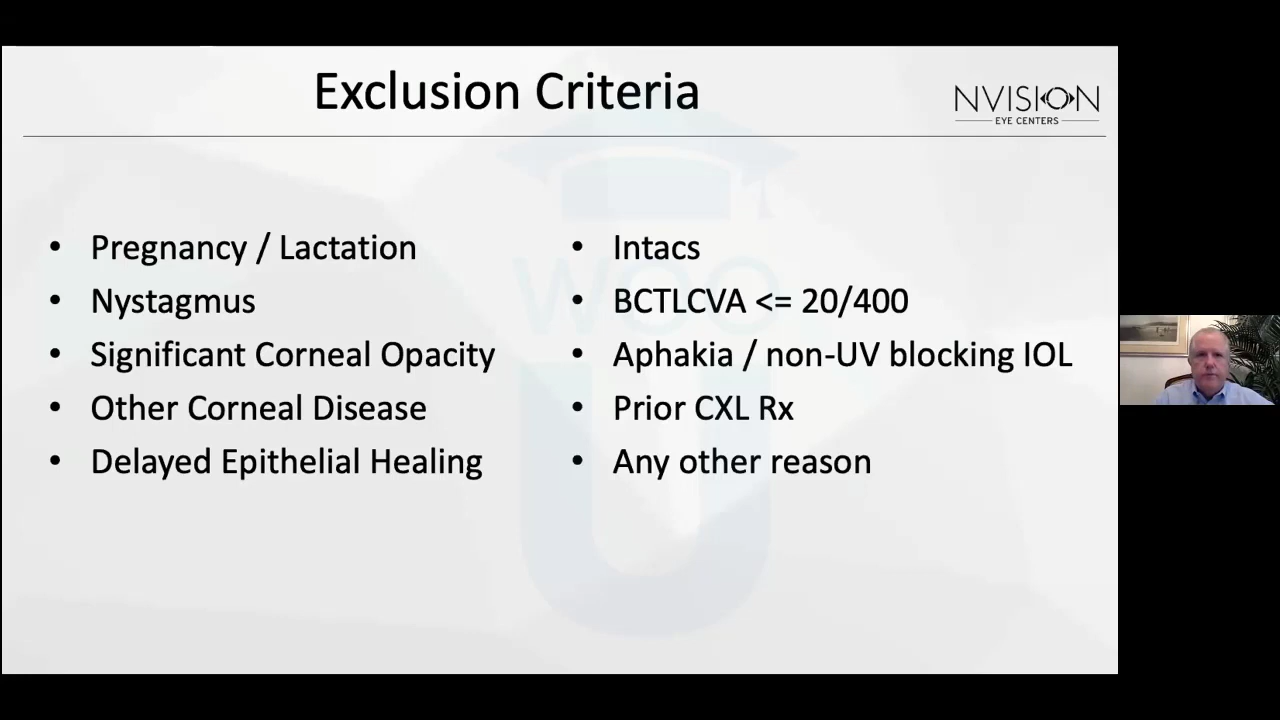 Exclusion Criteria
NVISION
EYE CENTERS
• Pregnancy / Lactation
• Nystagmus
• Significant Corneal Opacity
• Other Corneal Disease
• Delayed Epithelial Healing
• Intacs
• BCTLCVA <= 20/400
• Aphakia / non-UV blocking IOL
• Prior CXL Rx
• Any other reason
WOO
U